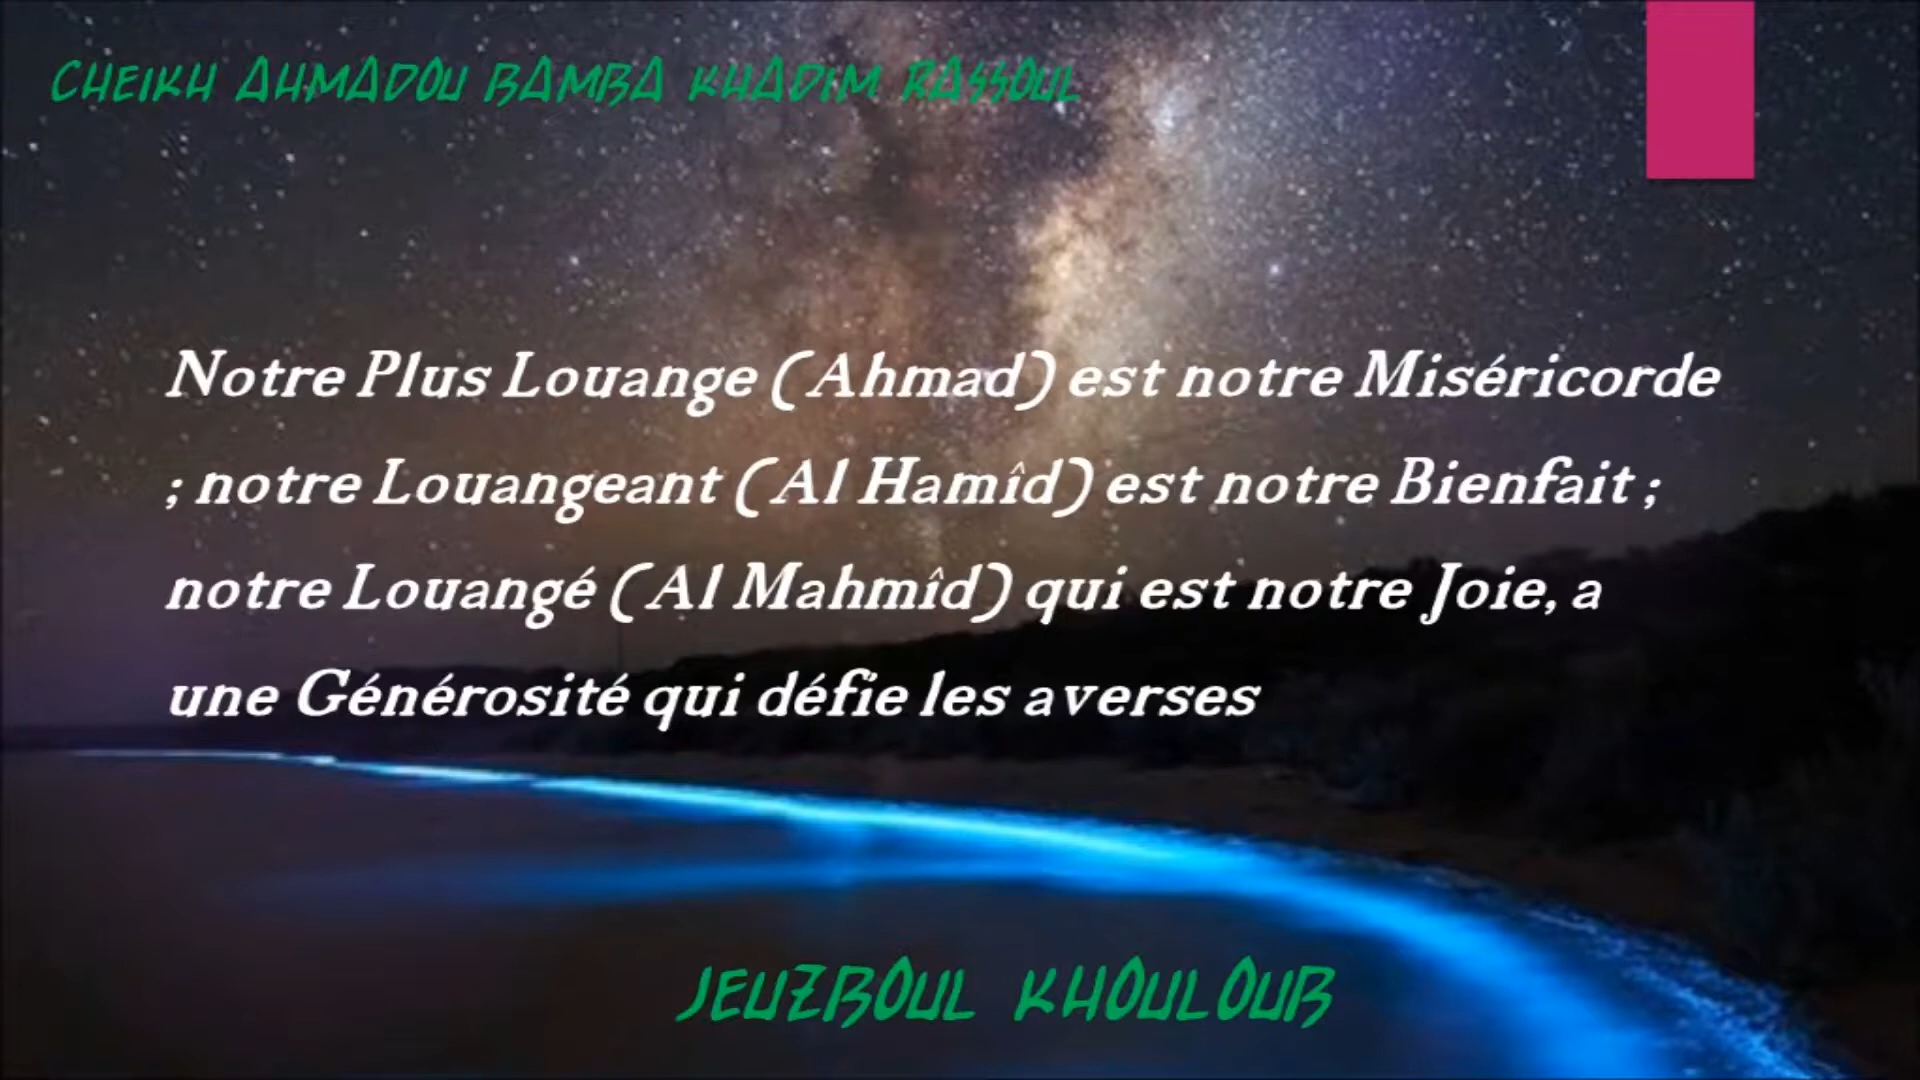 CHEIKH AHMADOU BAMBA KHADIM RASSOUL
Notre Plus Louange (Ahmad) est notre Miséricorde
; notre Louangeant (Al Hamîd) est notre Bienfait ;
notre Louangé (Al Mahmîd) qui est notre Joie, a
une Générosité qui défie les averses
JEUZBOUL KHOULOUB